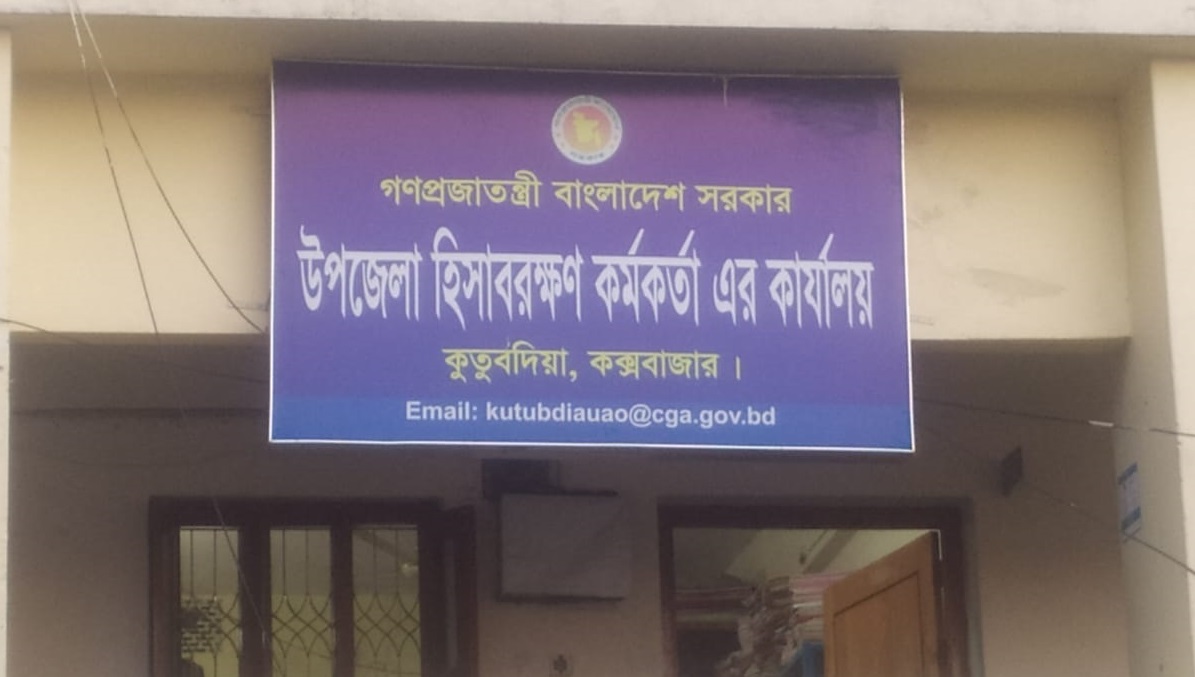 গণপ্রজাতন্ত্রী বাংলাদেশ সরকার
উপজেলা হিসাবরক্ষণ কর্মকর্তা এর কার্যালয়
কুতুবদিয়া, কক্সবাজার ।
Email: kutubdiauao@cga.gov.bd